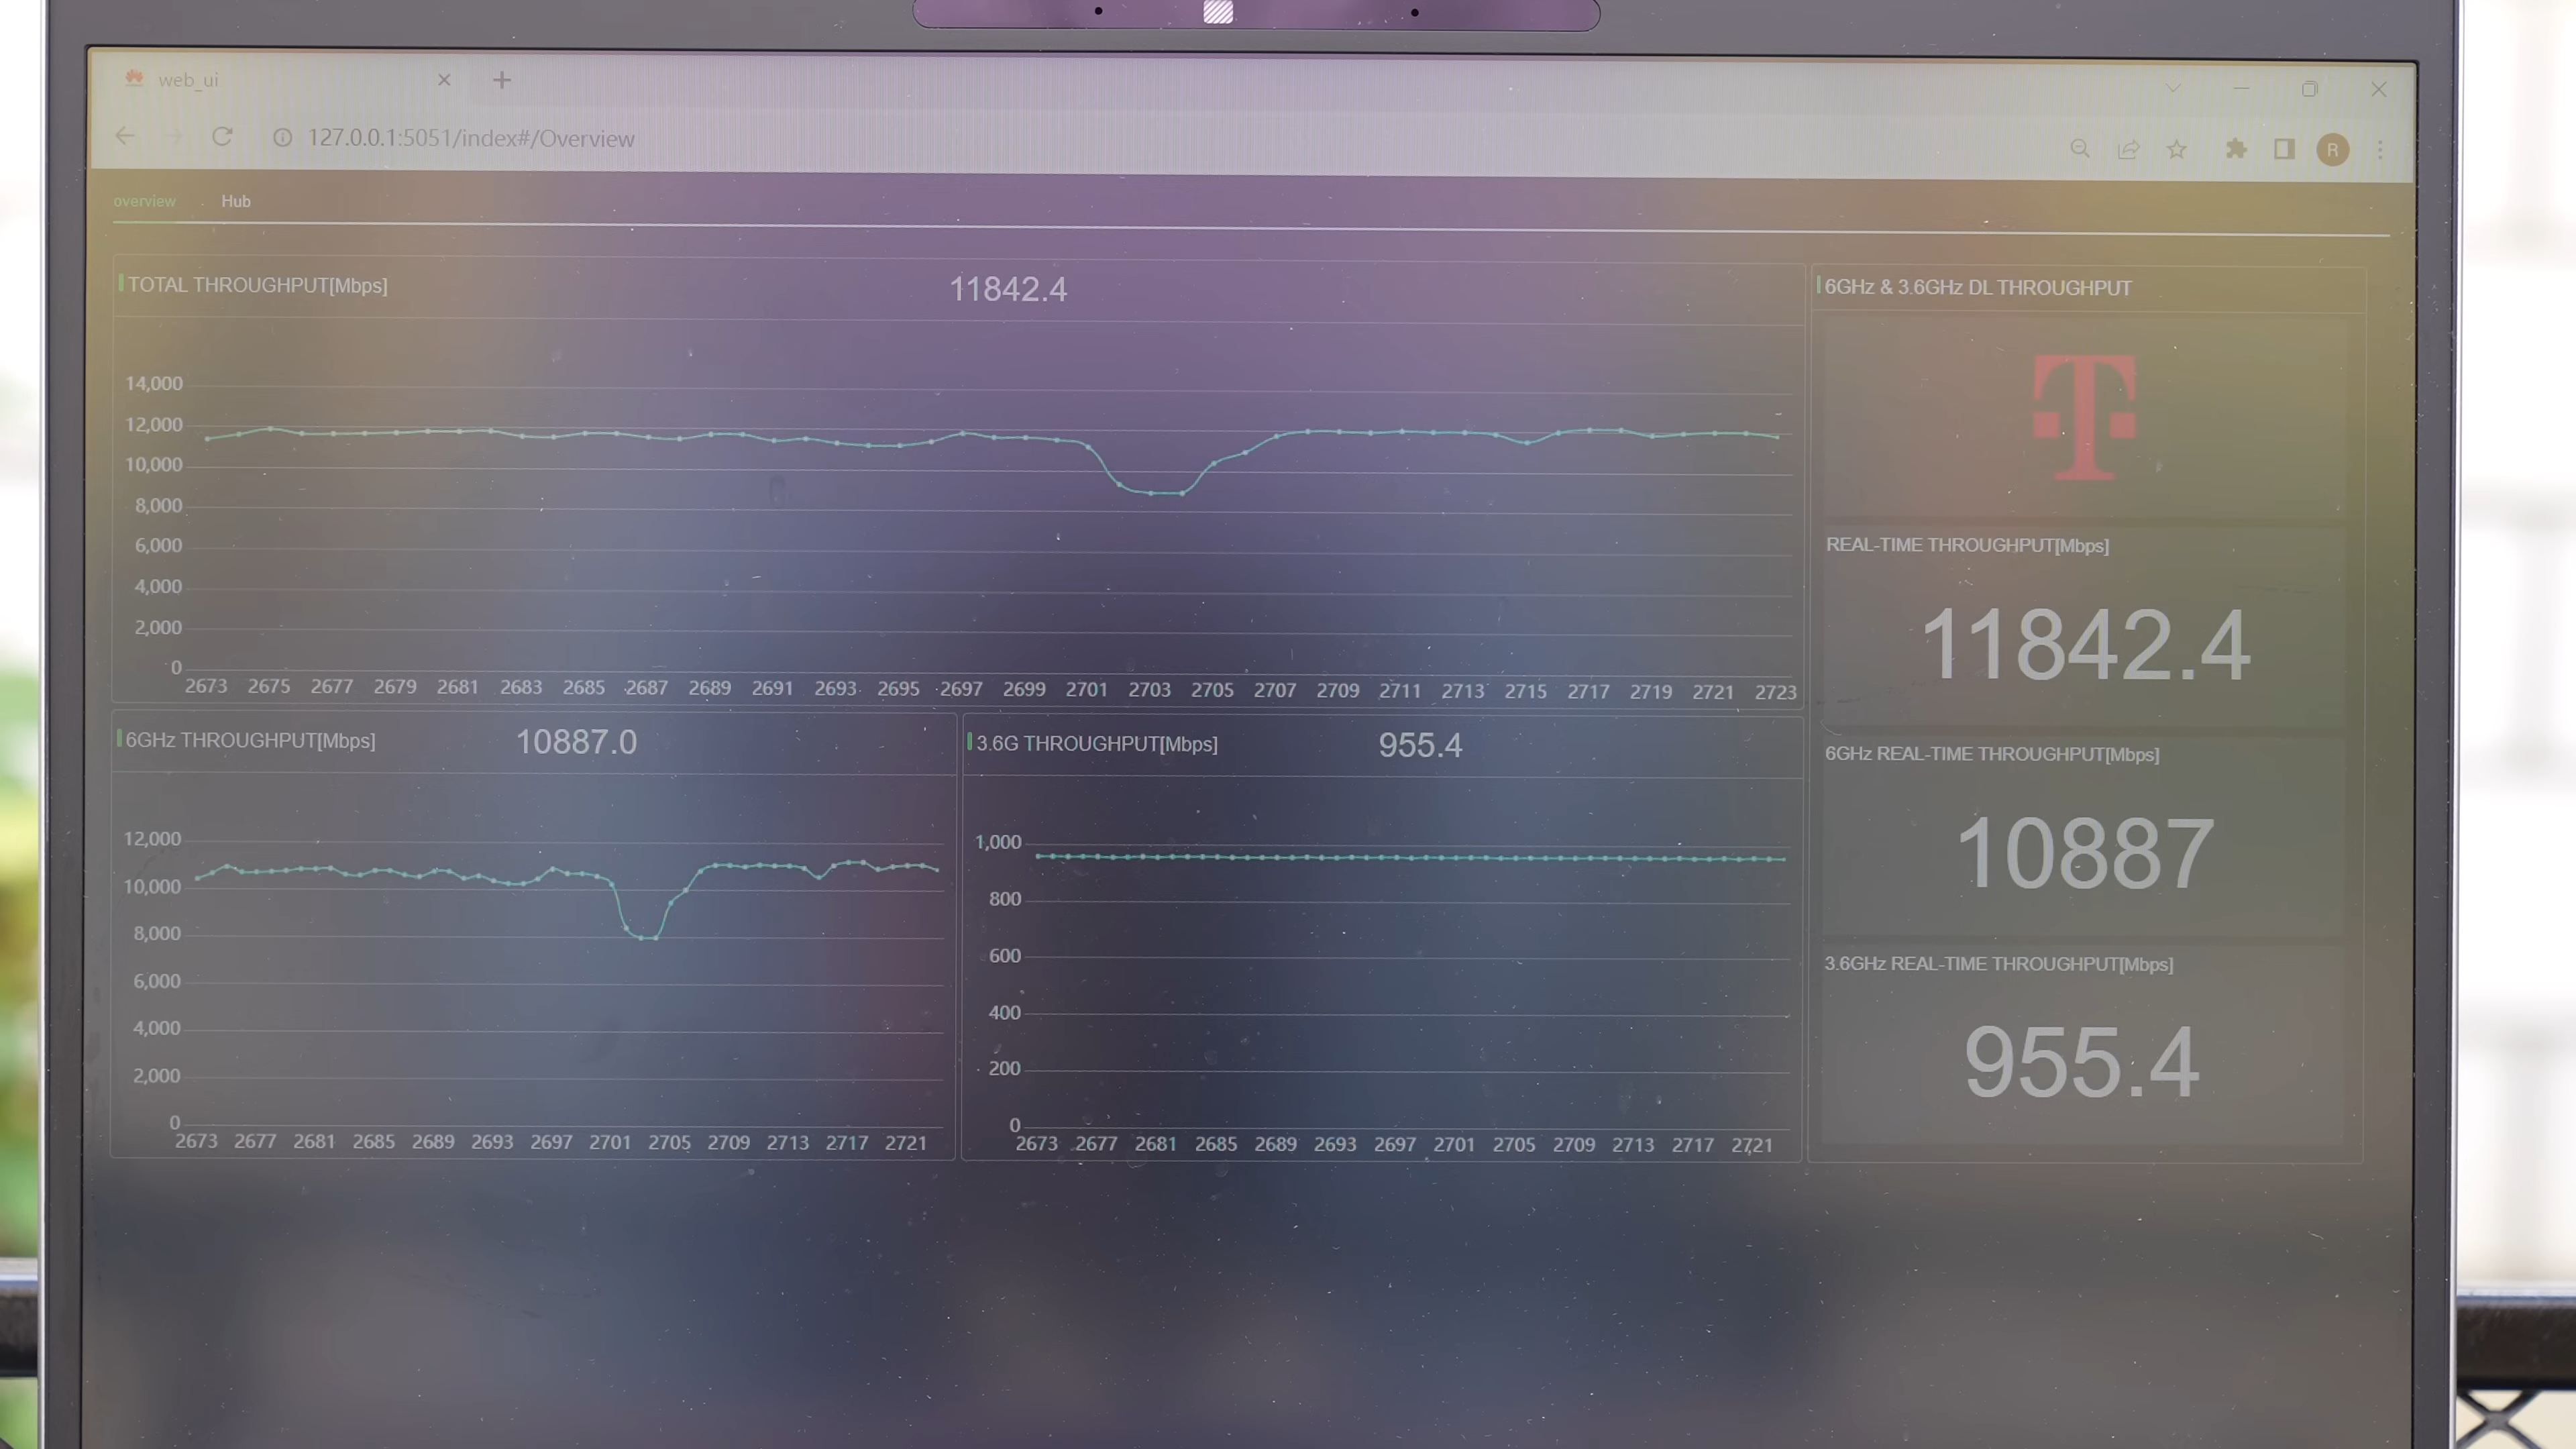 web_ui
127.0.0.1:5051/index#/Overview
R
overview Hub
TOTAL THROUGHPUT[Mbps] 11842.4
14,000
12,000
10,000
8,000
6,000
4,000
2,000
0
2673 2675 2677 2679 2681 2683 2685 2687 2689 2691 2693 2695 2697 2699 2701 2703 2705 2707 2709 2711 2713 2715 2717 2719 2721 2723
6GHz THROUGHPUT[Mbps] 10887.0
12,000
10,000
8,000
6,000
4,000
2,000
0
2673 2677 2681 2685 2689 2693 2697 2701 2705 2709 2713 2717 2721
3.6G THROUGHPUT[Mbps] 955.4
1,000
800
600
400
200
0
2673 2677 2681 2685 2689 2693 2697 2701 2705 2709 2713 2717 2721
6GHz & 3.6GHz DL THROUGHPUT
T
REAL-TIME THROUGHPUT[Mbps]
11842.4
6GHz REAL-TIME THROUGHPUT[Mbps]
10887
3.6GHz REAL-TIME THROUGHPUT[Mbps]
955.4